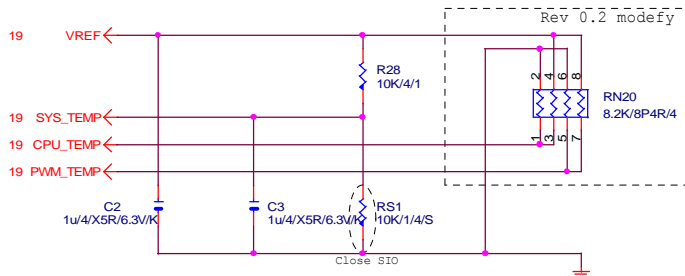 Rev 0.2 modefy
19 VREF
R28
10K/4/1
2 4 6 8
RN20
8.2K/8P4R/4
19 SYS_TEMP
19 CPU_TEMP
1 3 5 7
19 PWM_TEMP
C2
1u/4/X5R/6.3V/K
C3
1u/4/X5R/6.3V/K
RS1
10K/1/4/S
Close SIO